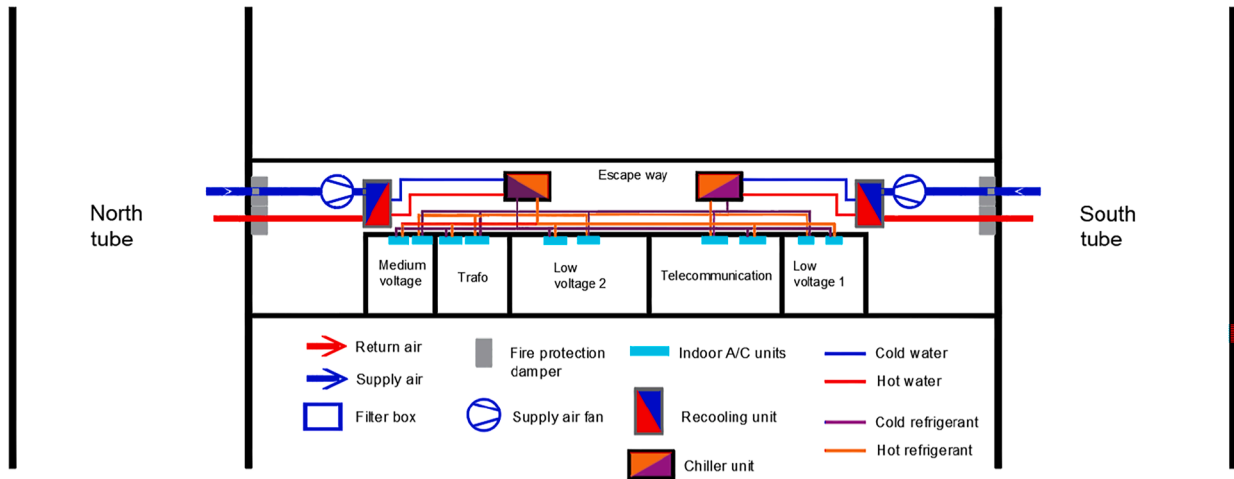 Escape way
North
tube
South
tube
Medium
voltage
Trafo
Low
voltage 2
Telecommunication
Low
voltage 1
Return air
Supply air
Filter box
Fire protection
damper
Supply air fan
Indoor A/C units
Recooling unit
Chiller unit
Cold water
Hot water
Cold refrigerant
Hot refrigerant